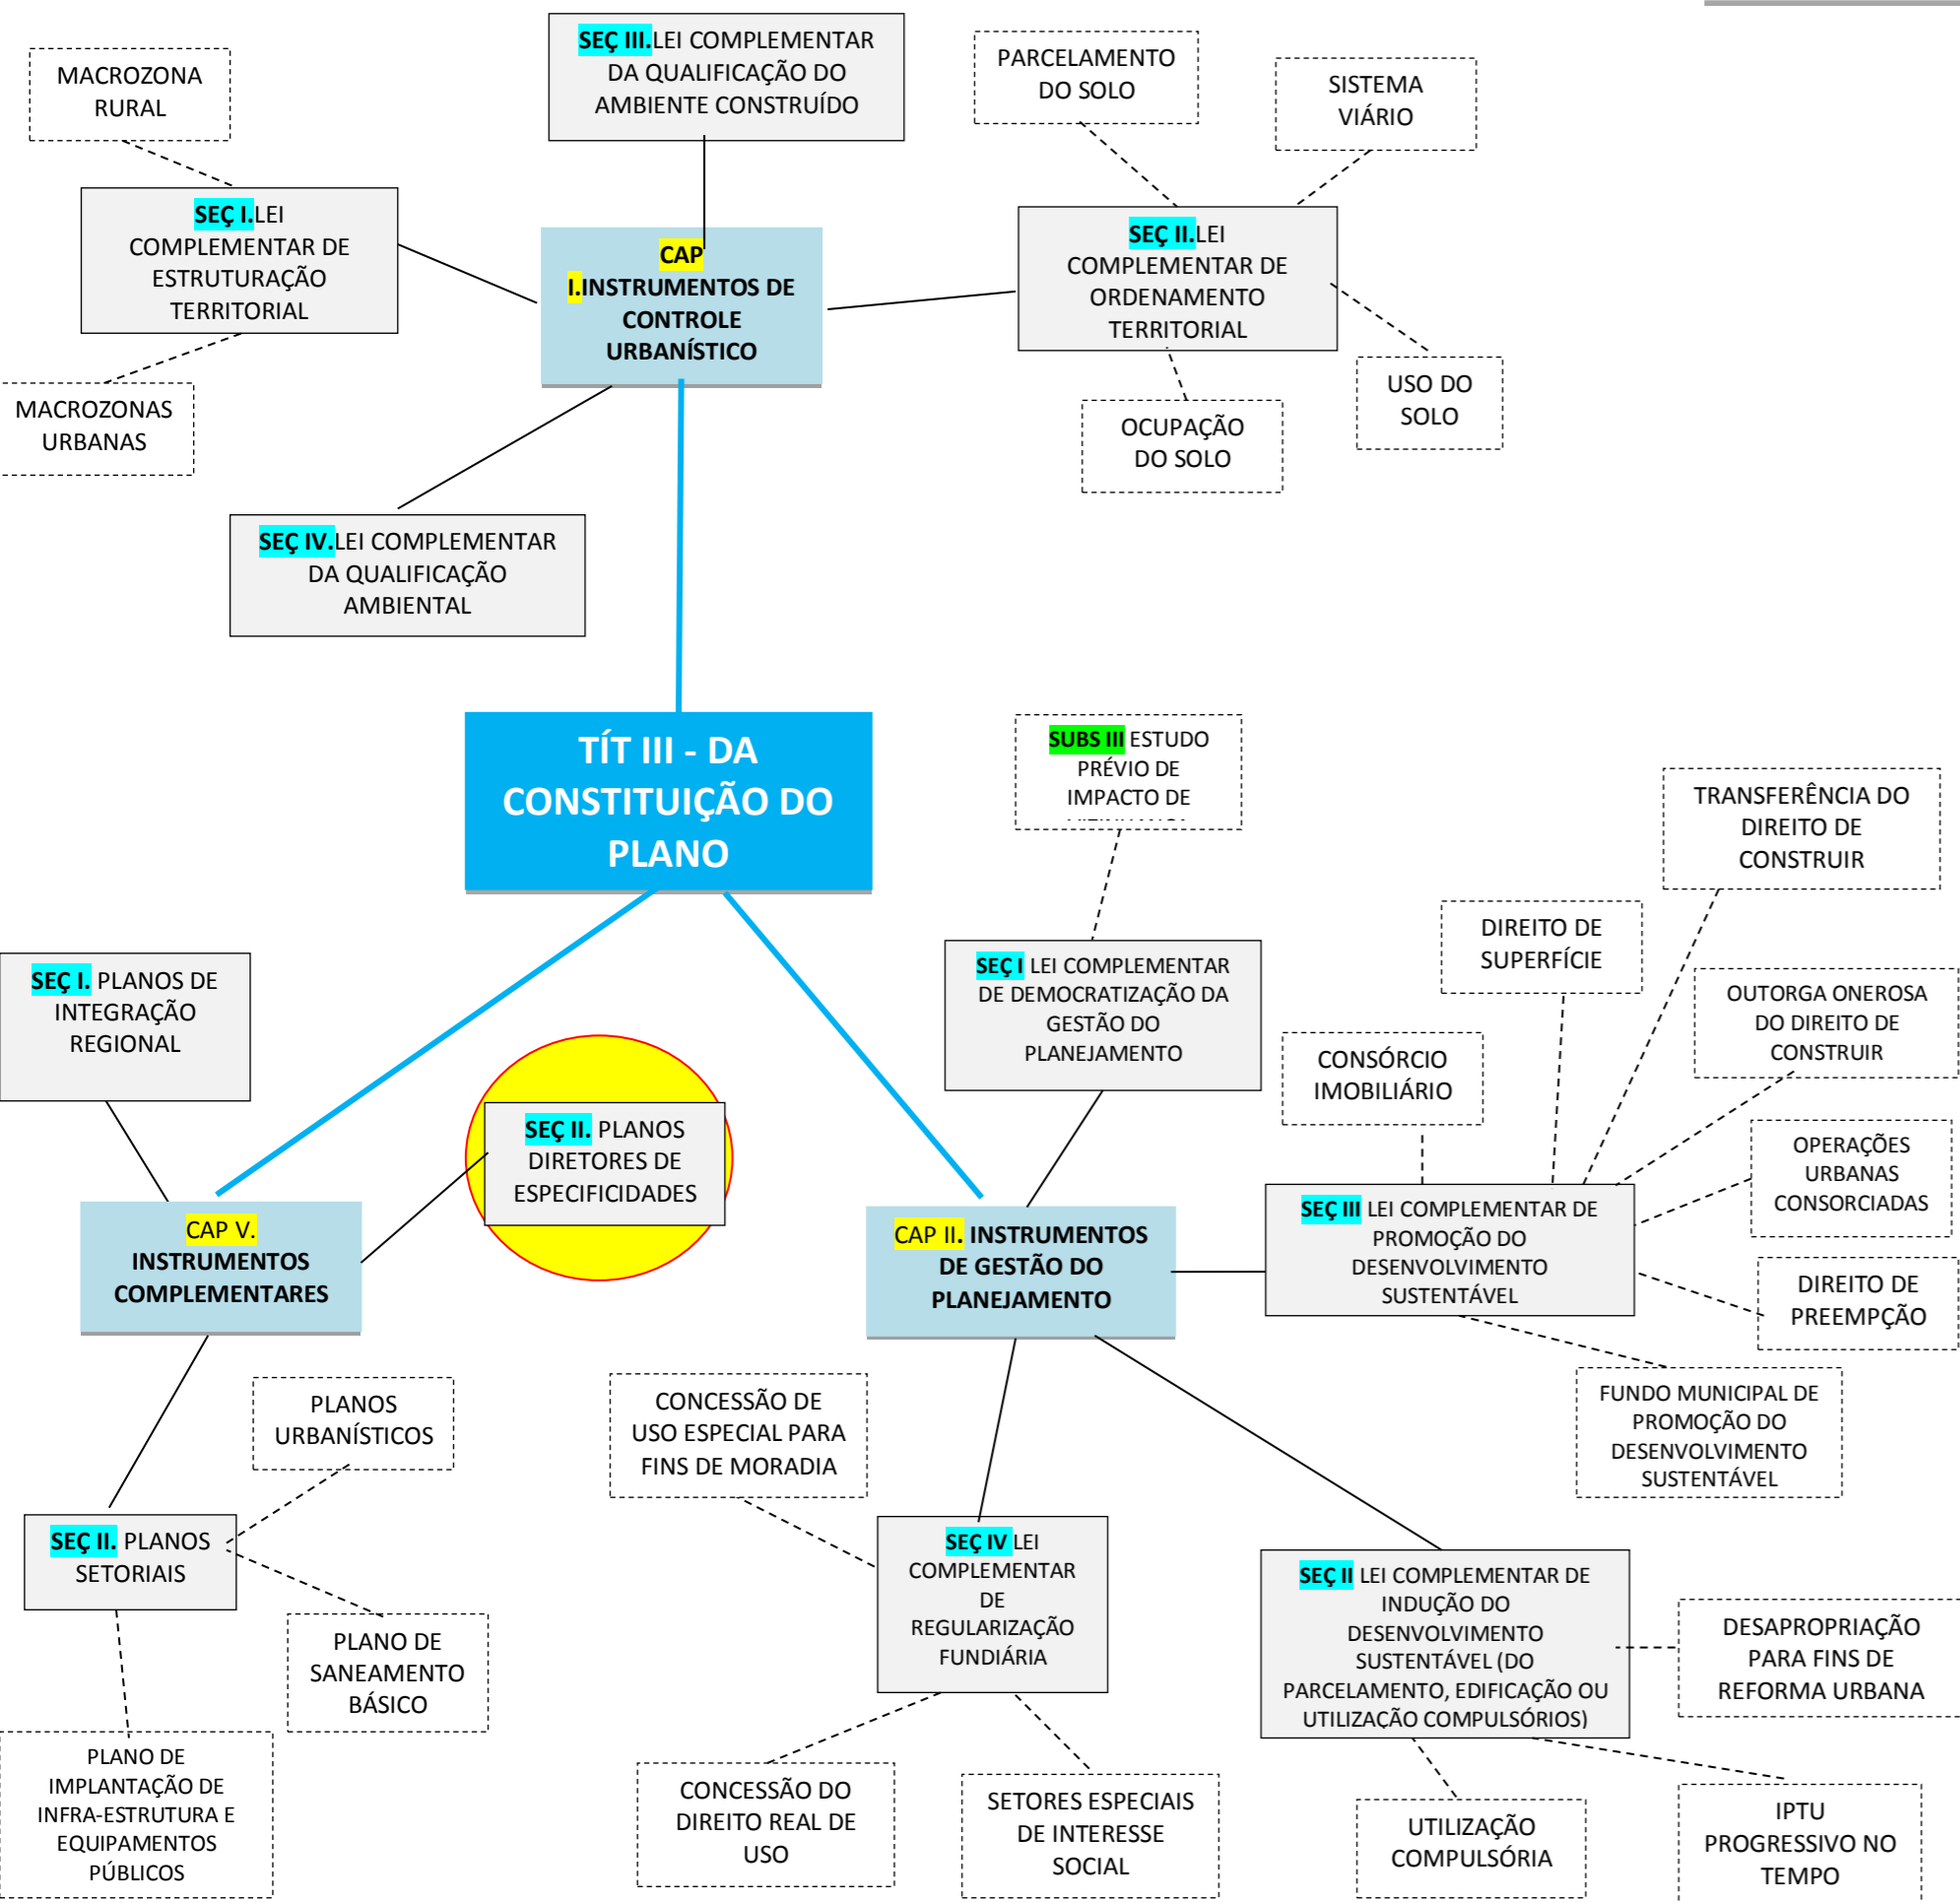 SEÇ III.LEI COMPLEMENTAR
DA QUALIFICAÇÃO DO
AMBIENTE CONSTRUÍDO
MACROZONA
RURAL
PARCELAMENTO
DO SOLO
SISTEMA
VIÁRIO
SEÇ I.LEI
COMPLEMENTAR DE
ESTRUTURAÇÃO
TERRITORIAL
CAP
I.INSTRUMENTOS DE
CONTROLE
URBANÍSTICO
SEÇ II.LEI
COMPLEMENTAR DE
ORDENAMENTO
TERRITORIAL
MACROZONAS
URBANAS
OCUPAÇÃO
DO SOLO
USO DO
SOLO
SEÇ IV.LEI COMPLEMENTAR
DA QUALIFICAÇÃO
AMBIENTAL
TÍT III - DA
CONSTITUIÇÃO DO
PLANO
SUBS III ESTUDO
PRÉVIO DE
IMPACTO DE
TRANSFERÊNCIA DO
DIREITO DE
CONSTRUIR
DIREITO DE
SUPERFÍCIE
SEÇ I. PLANOS DE
INTEGRAÇÃO
REGIONAL
SEÇ I LEI COMPLEMENTAR
DE DEMOCRATIZAÇÃO DA
GESTÃO DO
PLANEJAMENTO
OUTORGA ONEROSA
DO DIREITO DE
CONSTRUIR
CONSÓRCIO
IMOBILIÁRIO
SEÇ II. PLANOS
DIRETORES DE
ESPECIFICIDADES
OPERAÇÕES
URBANAS
CONSORCIADAS
CAP V.
INSTRUMENTOS
COMPLEMENTARES
CAP II. INSTRUMENTOS
DE GESTÃO DO
PLANEJAMENTO
SEÇ III LEI COMPLEMENTAR DE
PROMOÇÃO DO
DESENVOLVIMENTO
SUSTENTÁVEL
DIREITO DE
PREEMPÇÃO
PLANOS
URBANÍSTICOS
CONCESSÃO DE
USO ESPECIAL PARA
FINS DE MORADIA
FUNDO MUNICIPAL DE
PROMOÇÃO DO
DESENVOLVIMENTO
SUSTENTÁVEL
SEÇ II. PLANOS
SETORIAIS
SEÇ IV LEI
COMPLEMENTAR
DE
REGULARIZAÇÃO
FUNDIÁRIA
SEÇ II LEI COMPLEMENTAR DE
INDUÇÃO DO
DESENVOLVIMENTO
SUSTENTÁVEL (DO
PARCELAMENTO, EDIFICAÇÃO OU
UTILIZAÇÃO COMPULSÓRIOS)
DESAPROPRIAÇÃO
PARA FINS DE
REFORMA URBANA
PLANO DE
SANEAMENTO
BÁSICO
PLANO DE
IMPLANTAÇÃO DE
INFRA-ESTRUTURA E
EQUIPAMENTOS
PÚBLICOS
CONCESSÃO DO
DIREITO REAL DE
USO
SETORES ESPECIAIS
DE INTERESSE
SOCIAL
UTILIZAÇÃO
COMPULSÓRIA
IPTU
PROGRESSIVO NO
TEMPO